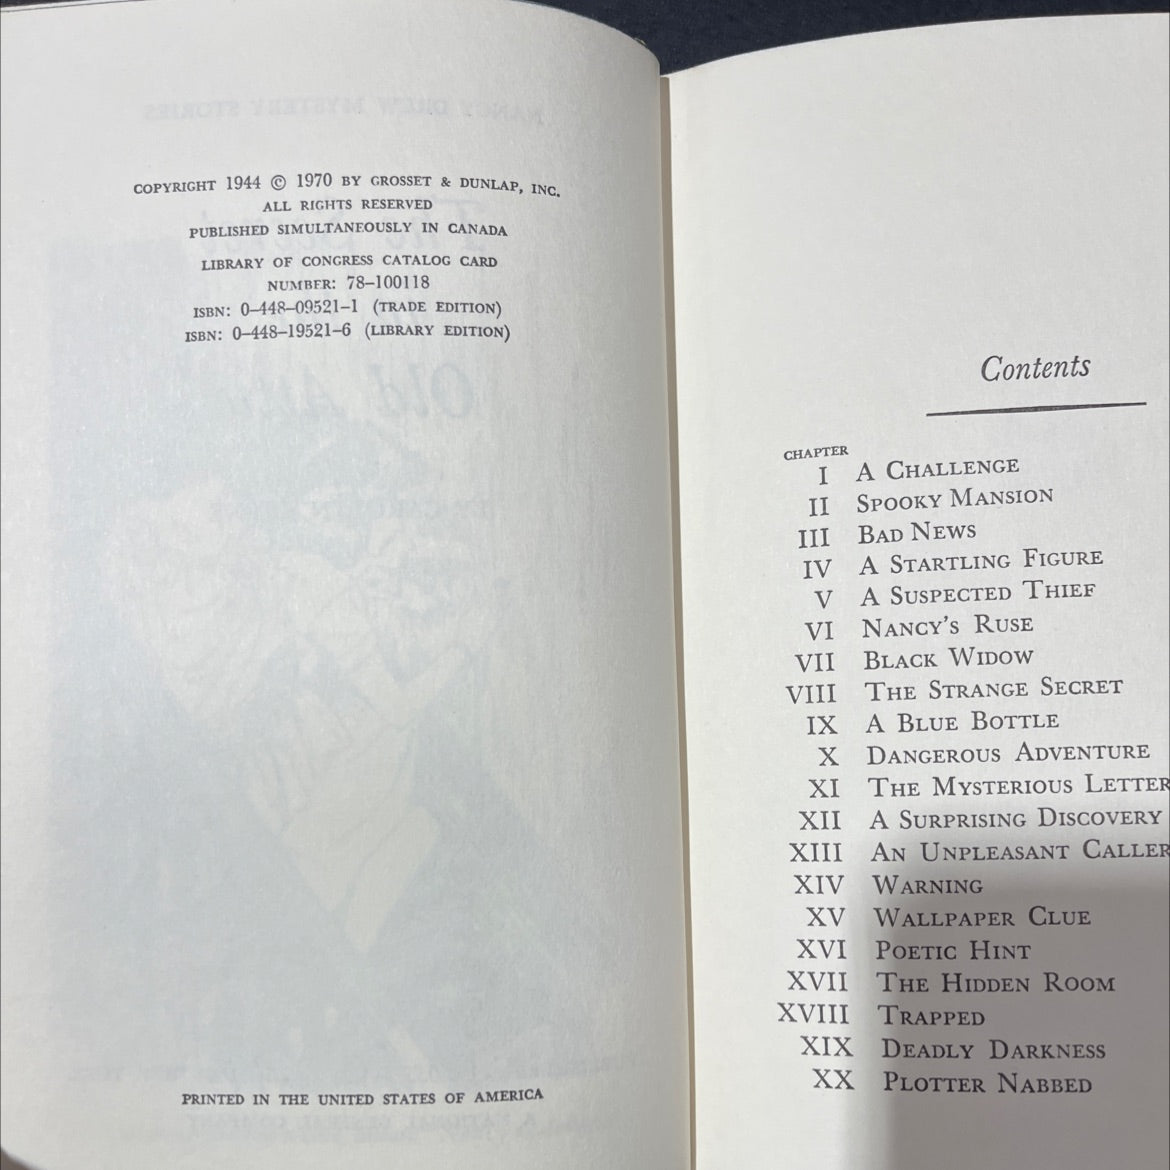 COPYRIGHT 1944 © 1970 BY GROSSET & DUNLAP, INC.
ALL RIGHTS RESERVED
PUBLISHED SIMULTANEOUSLY IN CANADA
LIBRARY OF CONGRESS CATALOG CARD
NUMBER: 78–100118
ISBN: 0–448–09521–1 (TRADE EDITION)
ISBN: 0–448–19521–6 (LIBRARY EDITION)
PRINTED IN THE UNITED STATES OF AMERICA
Contents
CHAPTER
I A CHALLENGE
II SPOOKY MANSION
III BAD NEWS
IV A STARTLING FIGURE
V A SUSPECTED THIEF
VI NANCY'S RUSE
VII BLACK WIDOW
VIII THE STRANGE SECRET
IX A BLUE BOTTLE
X DANGEROUS ADVENTURE
XI THE MYSTERIOUS LETTER
XII A SURPRISING DISCOVERY
XIII AN UNPLEASANT CALLER
XIV WARNING
XV WALLPAPER CLUE
XVI POETIC HINT
XVII THE HIDDEN ROOM
XVIII TRAPPED
XIX DEADLY DARKNESS
XX PLOTTER NABBED